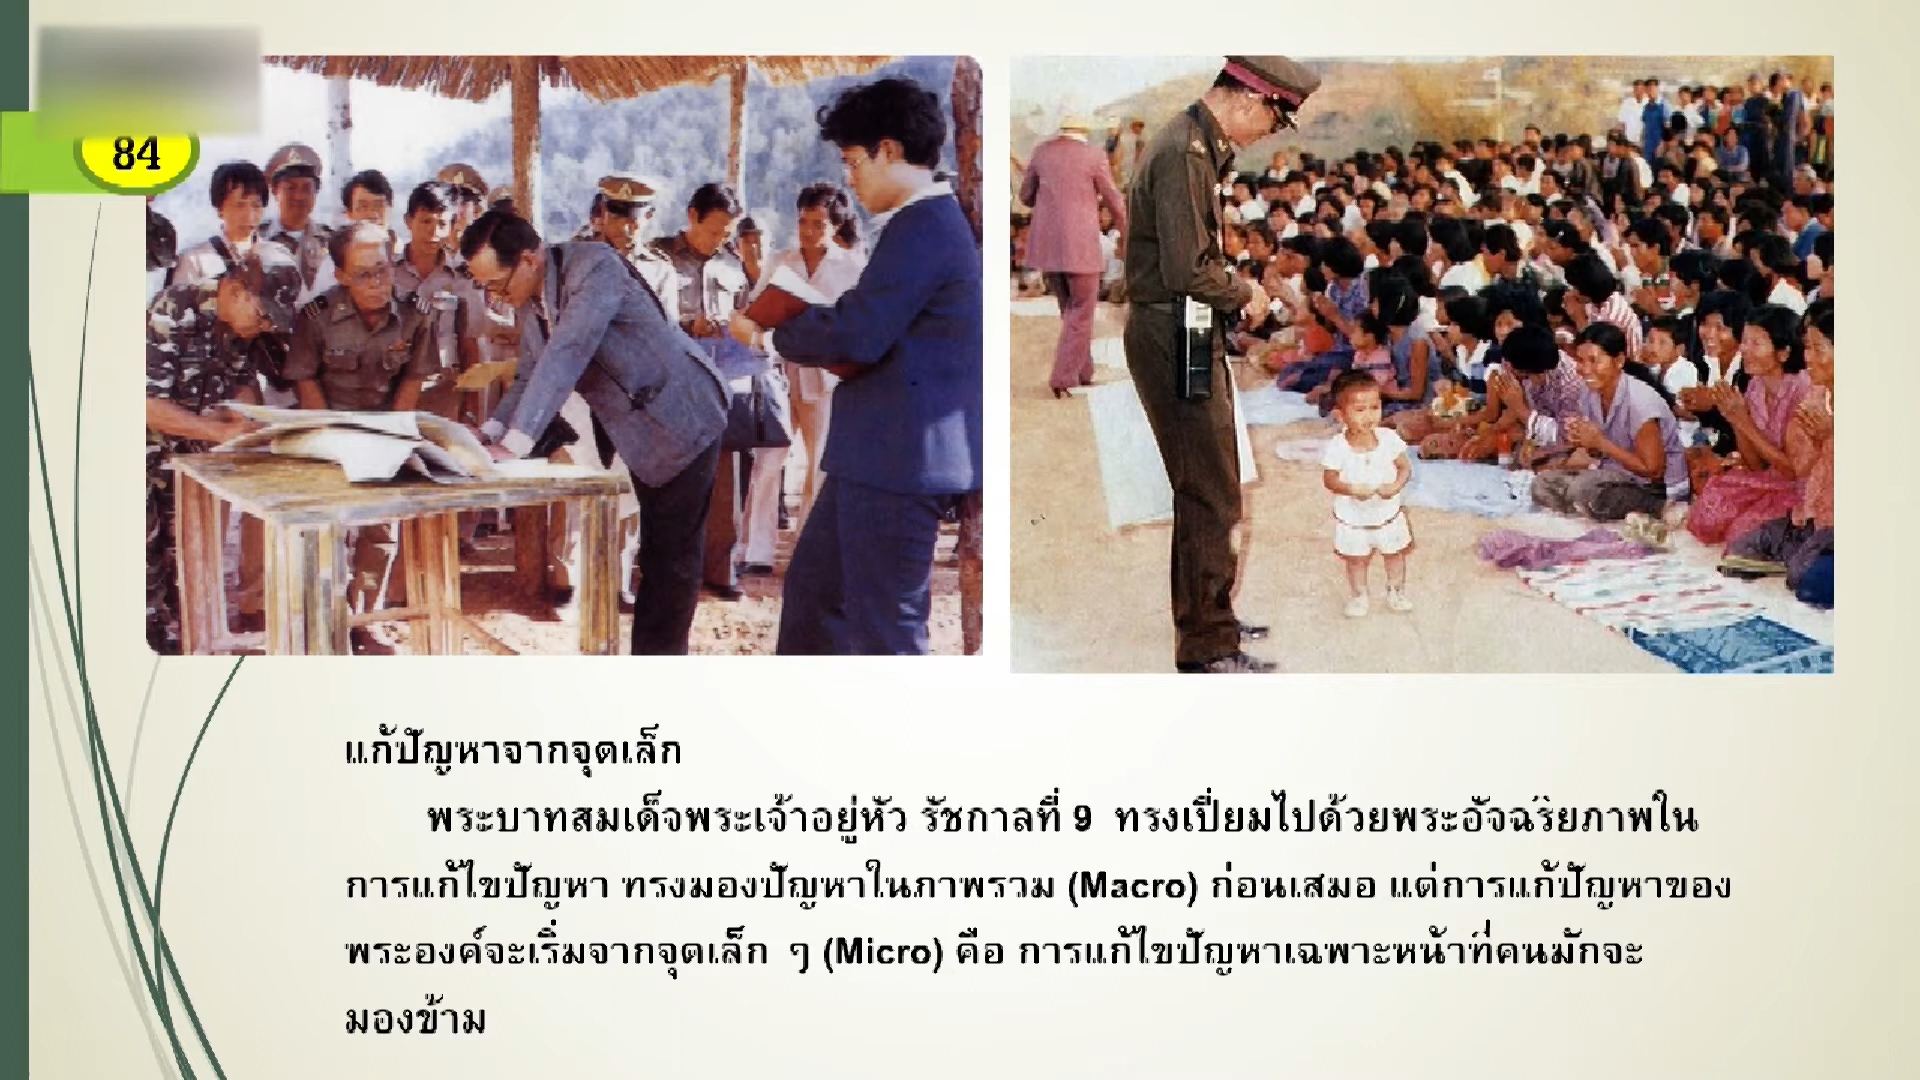 84
แก้ปัญหาจากจุดเล็ก
พระบาทสมเด็จพระเจ้าอยู่หัว รัชกาลที่ 9 ทรงเปี่ยมไปด้วยพระอัจฉริยภาพใน
การแก้ไขปัญหา ทรงมองปัญหาในภาพรวม (Macro) ก่อนเสมอ แต่การแก้ปัญหาของ
พระองค์จะเริ่มจากจุดเล็ก ๆ (Micro) คือ การแก้ไขปัญหาเฉพาะหน้าที่คนมักจะ
มองข้าม